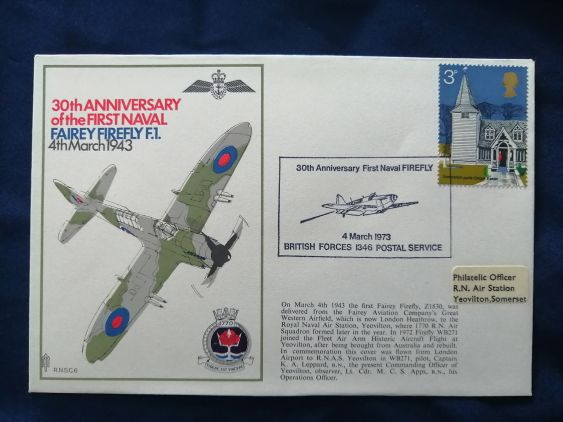 30th ANNIVERSARY
of the FIRST NAVAL
FAIREY FIREFLY F.1.
4th March 1943
3P
30th Anniversary First Naval FIREFLY
4 March 1973
BRITISH FORCES 1346 POSTAL SERVICE
Philatelic Officer
R.N. Air Station
Yeovilton, Somerset
On March 4th 1943 the first Fairey Firefly, Z1830, was
delivered from the Fairey Aviation Company's Great
Western Airfield, which is now London Heathrow, to
the Royal Naval Air Station, Yeovilton, where 1770 R.N. Air
Squadron formed later in the year. In 1972 Firefly WB271
joined the Fleet Air Arm Historic Aircraft Flight at
Yeovilton, after being brought from Australia and rebuilt.
In commemoration this cover was flown from London
Airport to R.N.A.S. Yeovilton in WB271, pilot, Captain
K. A. Leppard, R.N., the present Commanding Officer of
Yeovilton, observer, Lt. Cdr. M. C. S. Apps, R.N., his
Operations Officer.
1770
R.N.S.C.6